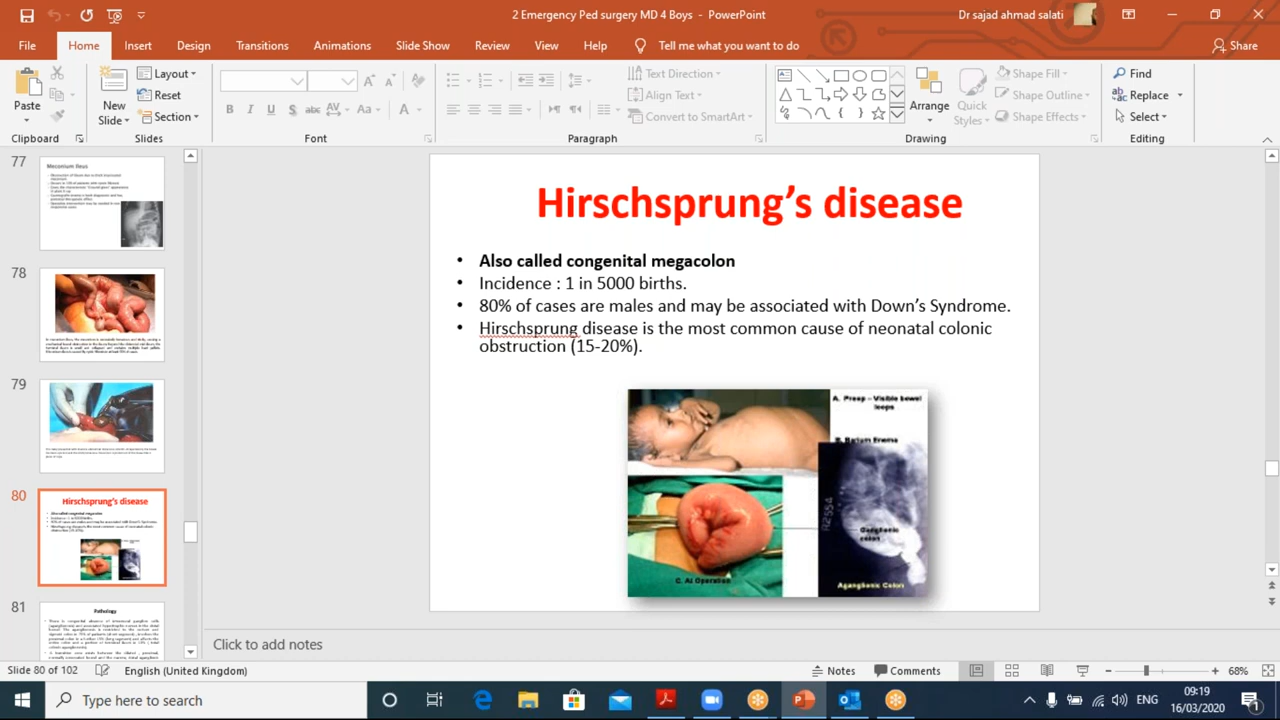 2 Emergency Ped surgery MD 4 Boys - PowerPoint
Dr sajad ahmad salati
File Home Insert Design Transitions Animations Slide Show Review View Help Tell me what you want to do Share
Paste
Clipboard
New
Slide
Layout
Reset
Section
Slides
B I U S abc AV Aa A
Font
Text Direction
Align Text
Convert to SmartArt
Paragraph
Arrange
Quick
Styles
Shape Fill
Shape Outline
Shape Effects
Drawing
Find
Replace
Select
Editing
77
Meconium Ileus
78
79
80
Hirschsprung's disease
81
Pathology
Hirschsprung's disease
• Also called congenital megacolon
• Incidence : 1 in 5000 births.
• 80% of cases are males and may be associated with Down's Syndrome.
• Hirschsprung disease is the most common cause of neonatal colonic
obstruction (15-20%).
A. Preop - Visible bowel
loops
B. Barium Enema
Ganglionic
colon
Aganglionic Colon
C. At Operation
Click to add notes
Slide 80 of 102 English (United Kingdom) Notes Comments 68%
Type here to search
ENG
09:19
16/03/2020